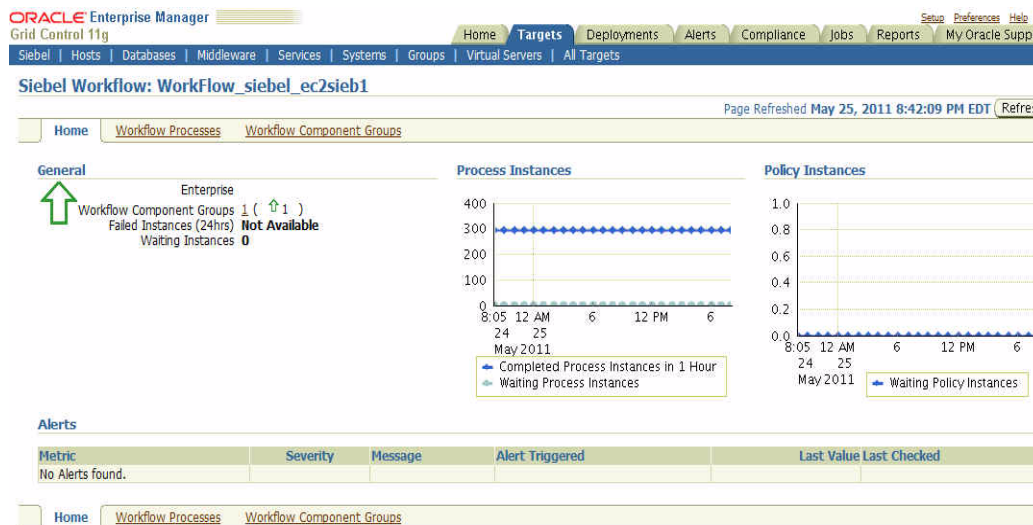 ORACLE Enterprise Manager
Grid Control 11g
Setup Preferences Help
Home Targets Deployments Alerts Compliance Jobs Reports My Oracle Supp
Siebel | Hosts | Databases | Middleware | Services | Systems | Groups | Virtual Servers | All Targets
Siebel Workflow: WorkFlow_siebel_ec2sieb1
Page Refreshed May 25, 2011 8:42:09 PM EDT Refre
Home Workflow Processes Workflow Component Groups
General
Enterprise
Workflow Component Groups 1 ( 1 )
Failed Instances (24hrs) Not Available
Waiting Instances 0
Process Instances
400
300
200
100
0
8:05 12 AM 6 12 PM 6
24 25
May 2011
Completed Process Instances in 1 Hour
Waiting Process Instances
Policy Instances
1.0
0.8
0.6
0.4
0.2
0.0
8:05 12 AM 6 12 PM 6
24 25
May 2011
Waiting Policy Instances
Alerts
Metric Severity Message Alert Triggered Last Value Last Checked
No Alerts found.
Home Workflow Processes Workflow Component Groups